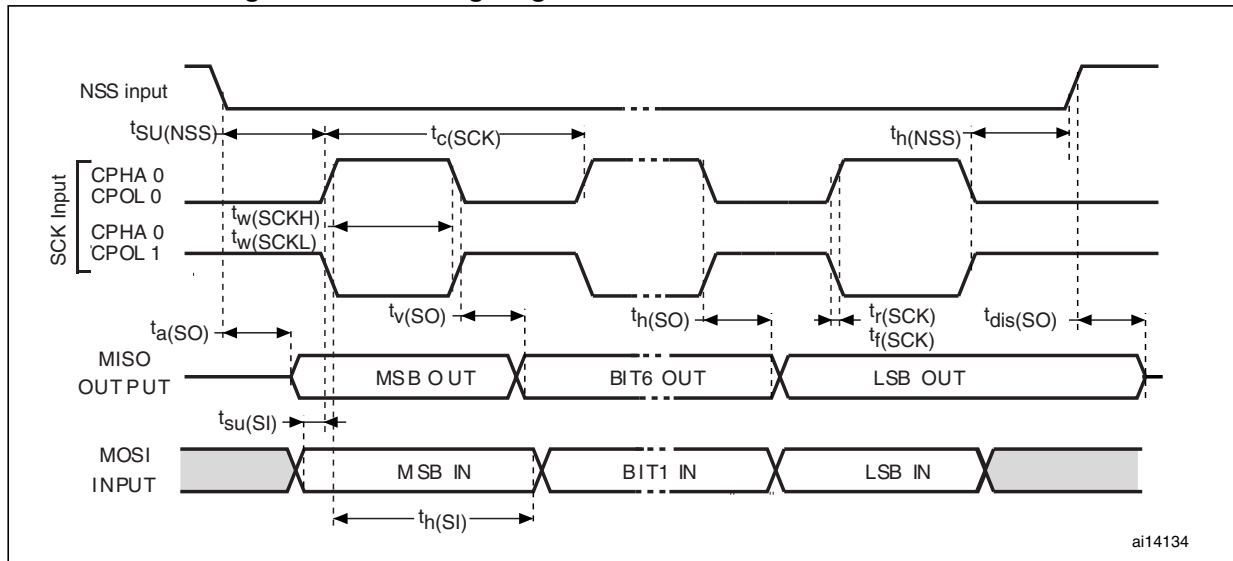 NSS input
tSU(NSS)
tc(SCK)
th(NSS)
SCK Input
CPHA 0
CPOL 0
tw(SCKH)
tw(SCKL)
CPHA 0
CPOL 1
ta(SO)
tv(SO)
th(SO)
tr(SCK)
tf(SCK)
tdis(SO)
MISO
OUTPUT
MSB OUT
BIT6 OUT
LSB OUT
tsu(SI)
MOSI
INPUT
MSB IN
BIT1 IN
LSB IN
th(SI)
ai14134